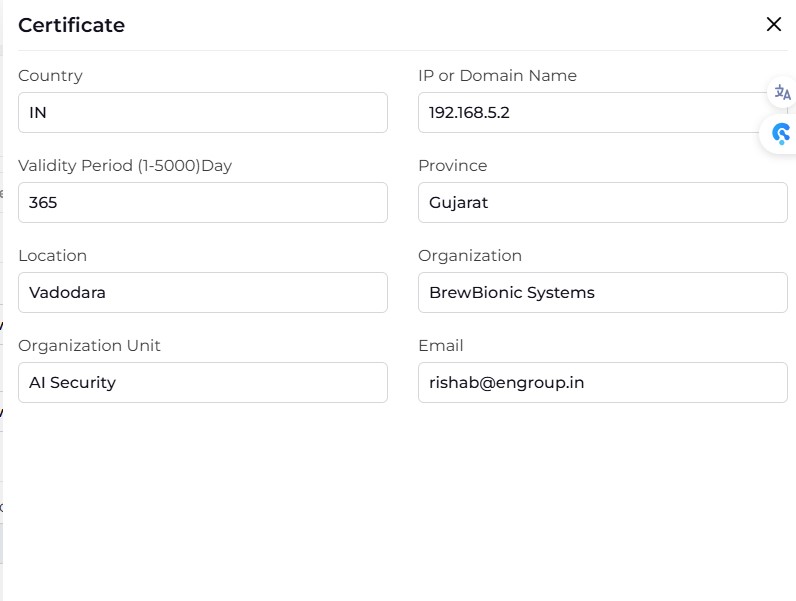 Certificate
Country
IP or Domain Name
IN
192.168.5.2
Validity Period (1-5000)Day
Province
365
Gujarat
Location
Organization
Vadodara
BrewBionic Systems
Organization Unit
Email
AI Security
rishab@engroup.in